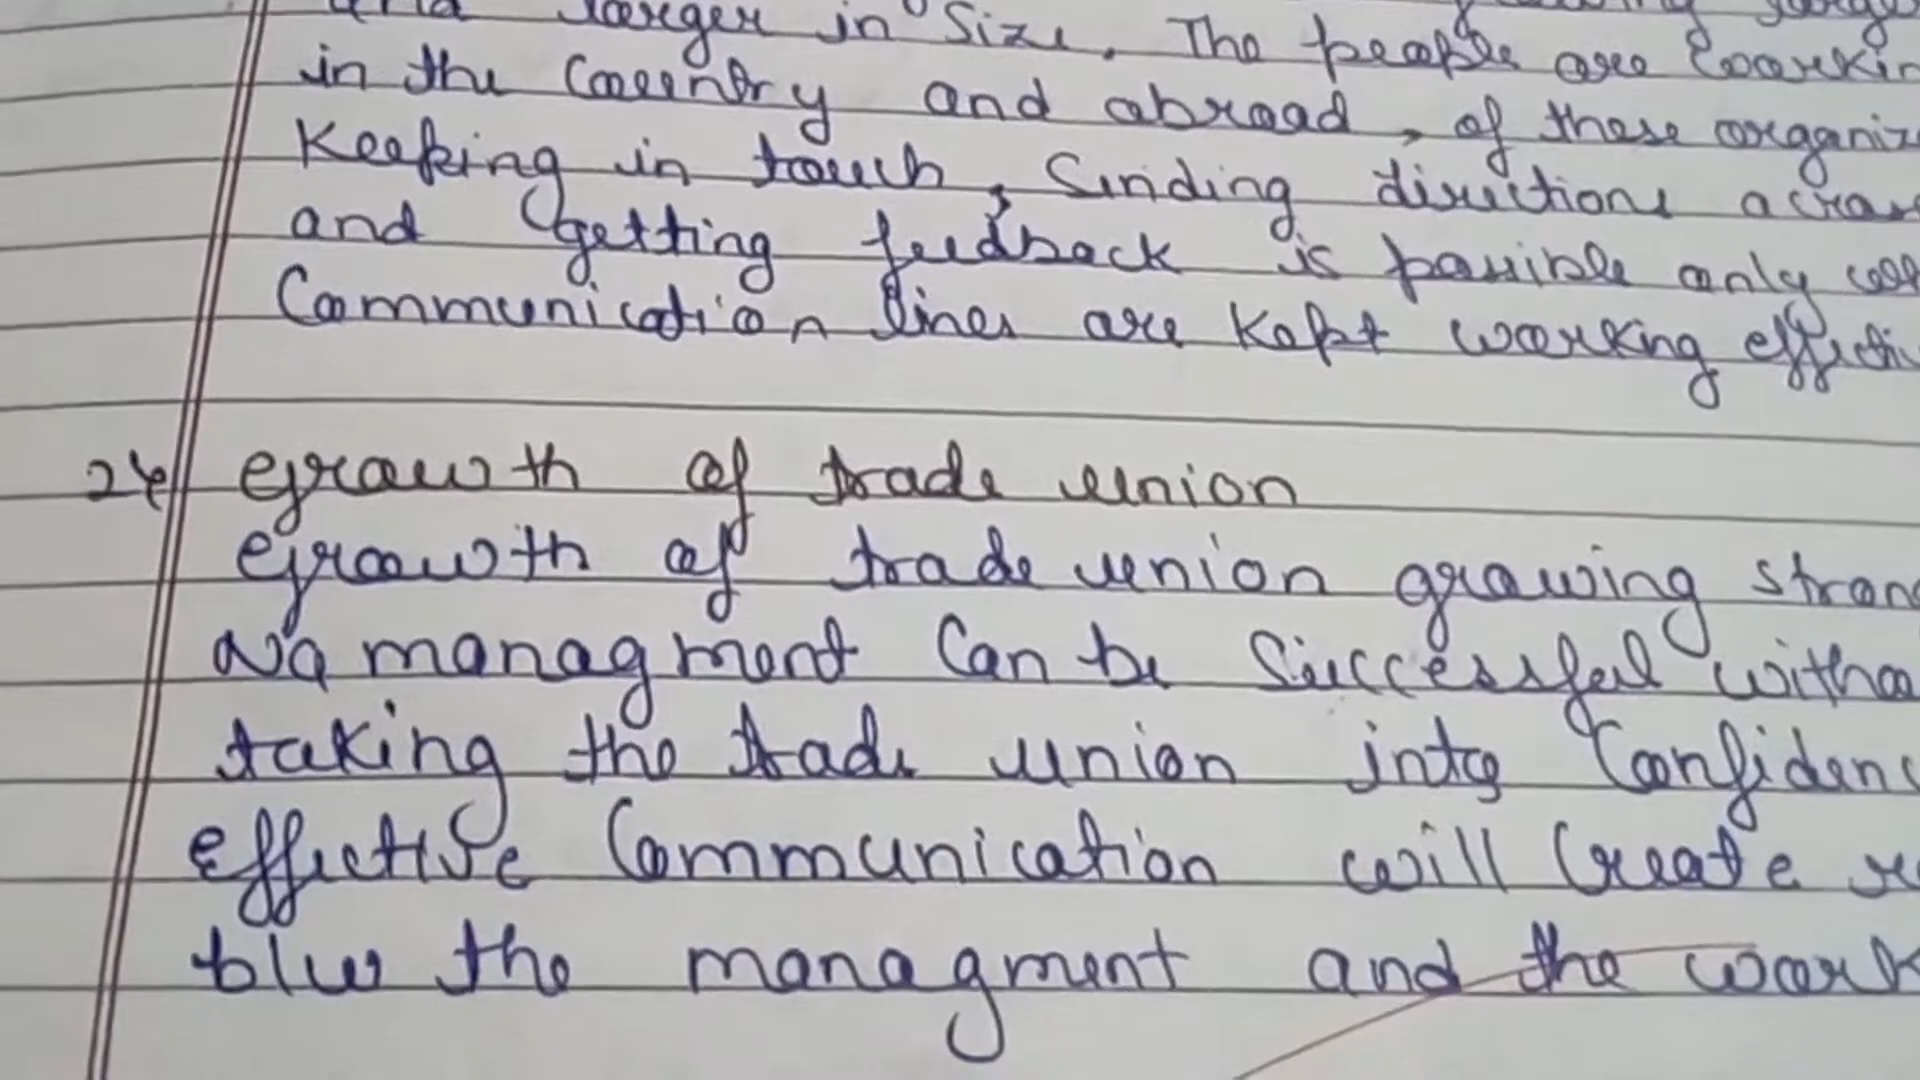 and larger in Size. The people are workin
in the Country and abroad, of these organiz
Keeping in touch, Sending directions across
and getting feedback is possible only
Communication lines are Kept working effecti
2) Growth of trade union
Growth of trade union growing stron
No managment Can be Successful witho
taking the trade union into Confidenc
effective Communication will Create re
b/w the managment and the work